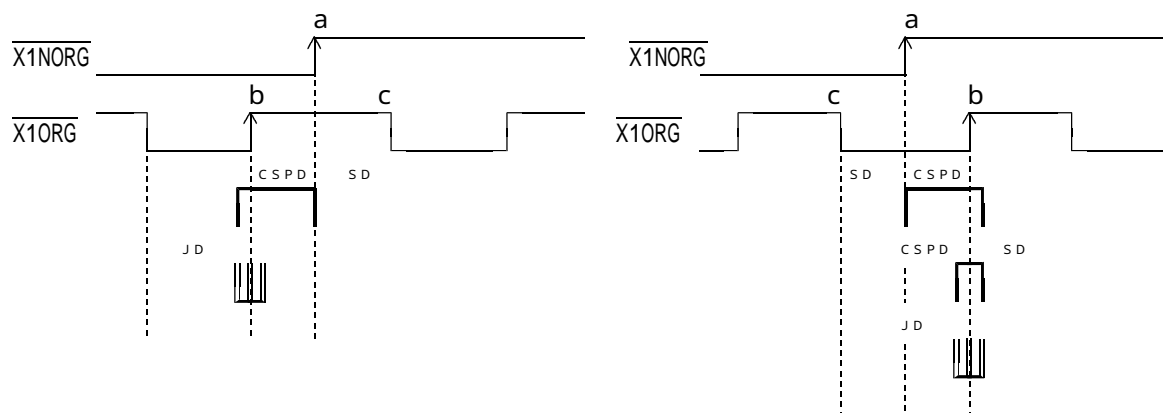 a
X1NORG
b c
X1ORG
CSPD SD
JD
a
X1NORG
c b
X1ORG
SD CSPD
CSPD SD
JD